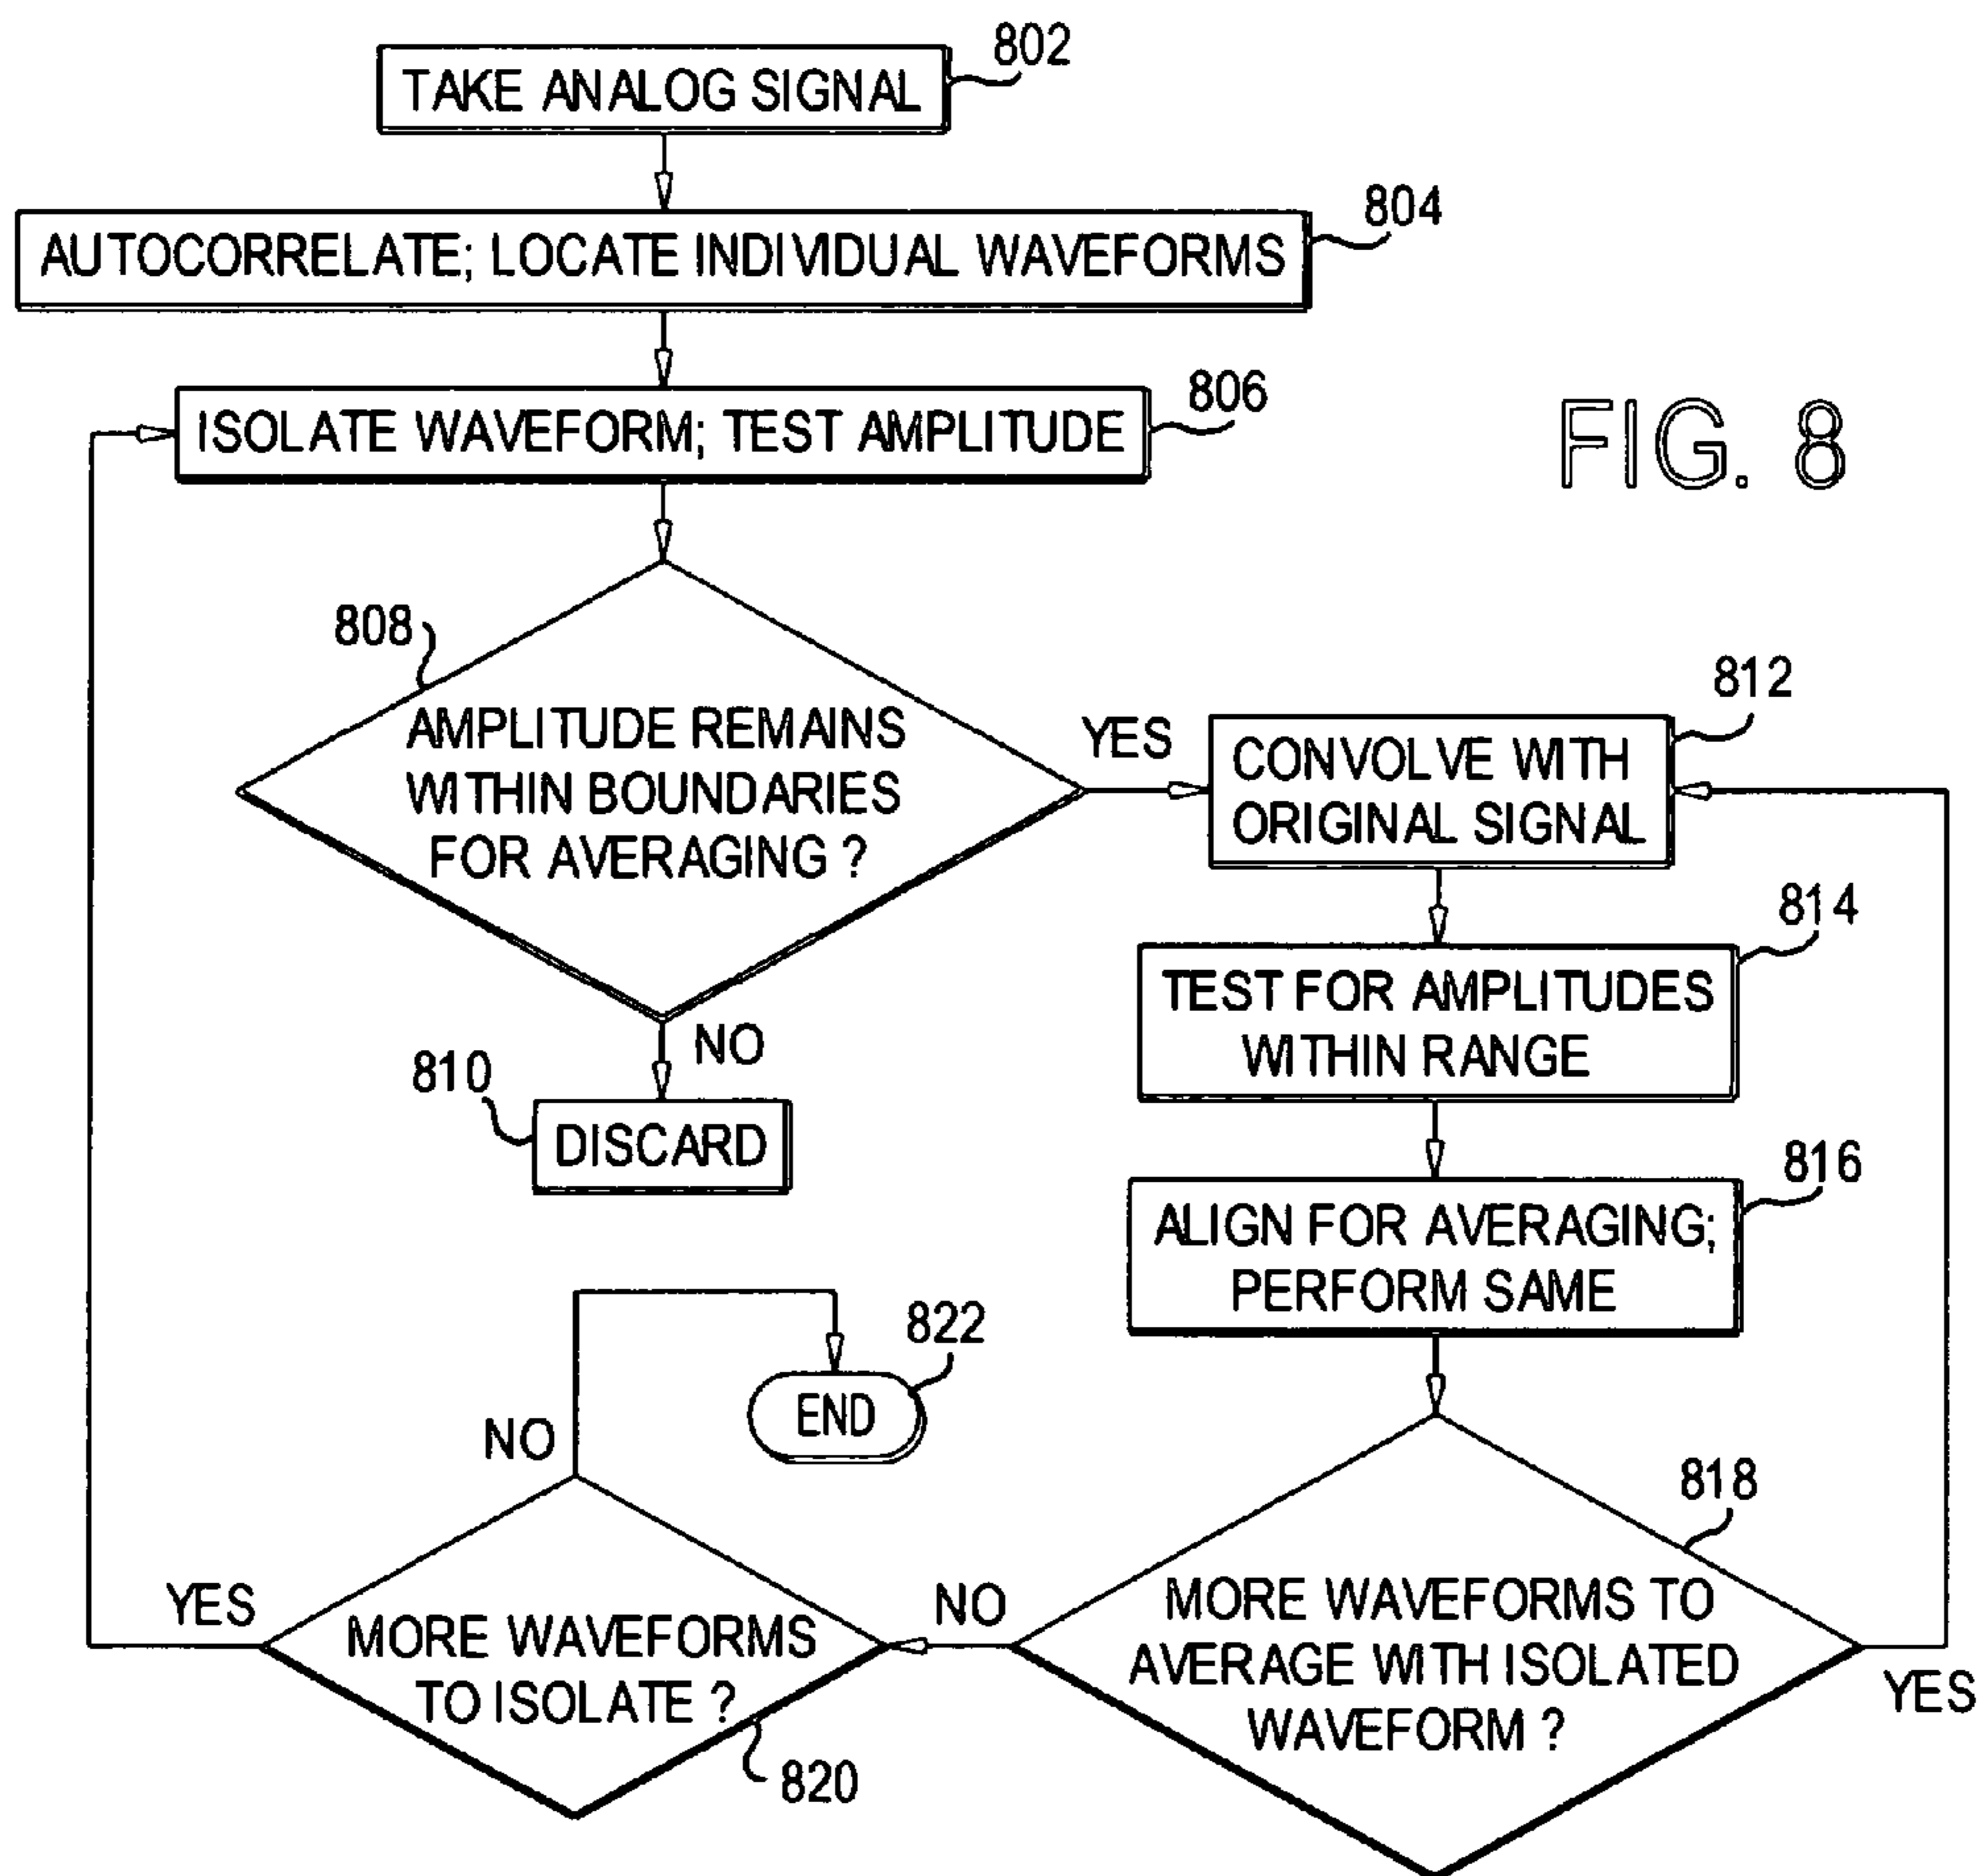 TAKE ANALOG SIGNAL
802
AUTOCORRELATE; LOCATE INDIVIDUAL WAVEFORMS
804
ISOLATE WAVEFORM; TEST AMPLITUDE
806
FIG. 8
808
AMPLITUDE REMAINS
WITHIN BOUNDARIES
FOR AVERAGING ?
YES
NO
810
DISCARD
812
CONVOLVE WITH
ORIGINAL SIGNAL
814
TEST FOR AMPLITUDES
WITHIN RANGE
816
ALIGN FOR AVERAGING;
PERFORM SAME
818
MORE WAVEFORMS TO
AVERAGE WITH ISOLATED
WAVEFORM ?
YES
NO
MORE WAVEFORMS
TO ISOLATE ?
820
YES
NO
822
END